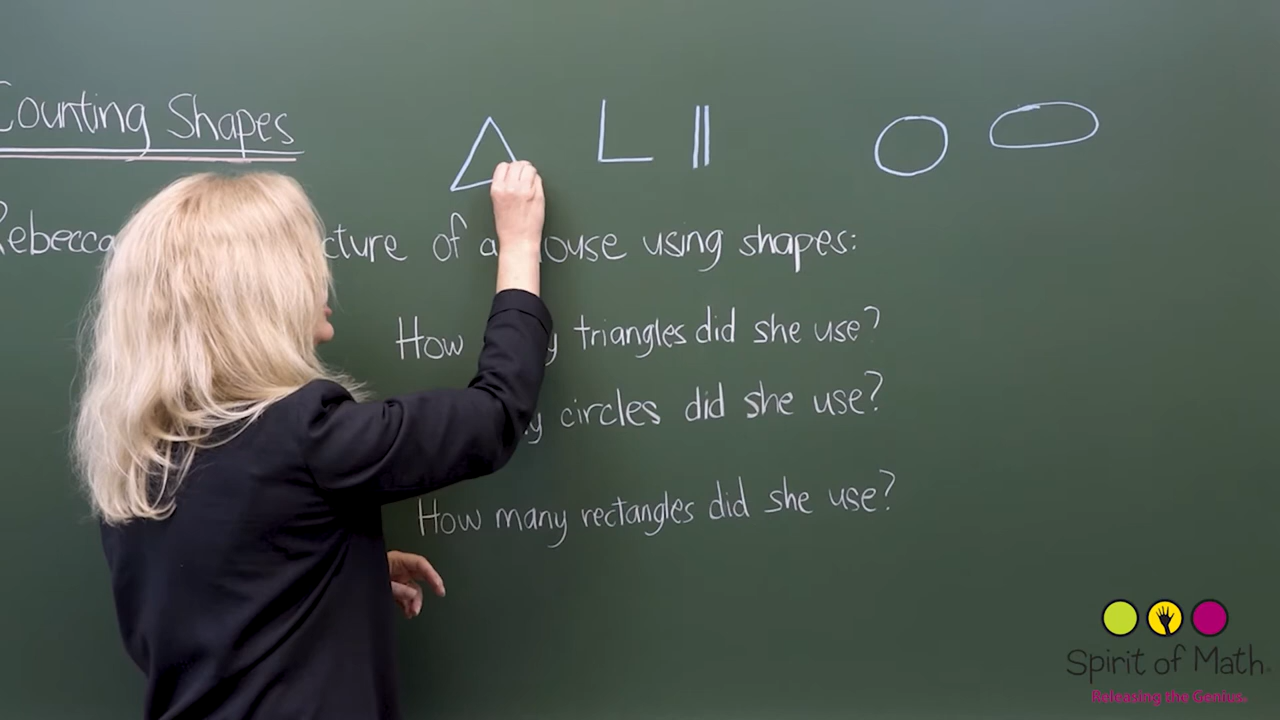 Counting Shapes
Rebecca cture of a ouse using shapes:
How y triangles did she use?
y circles did she use?
How many rectangles did she use?
Spirit of Math
Releasing the Genius.